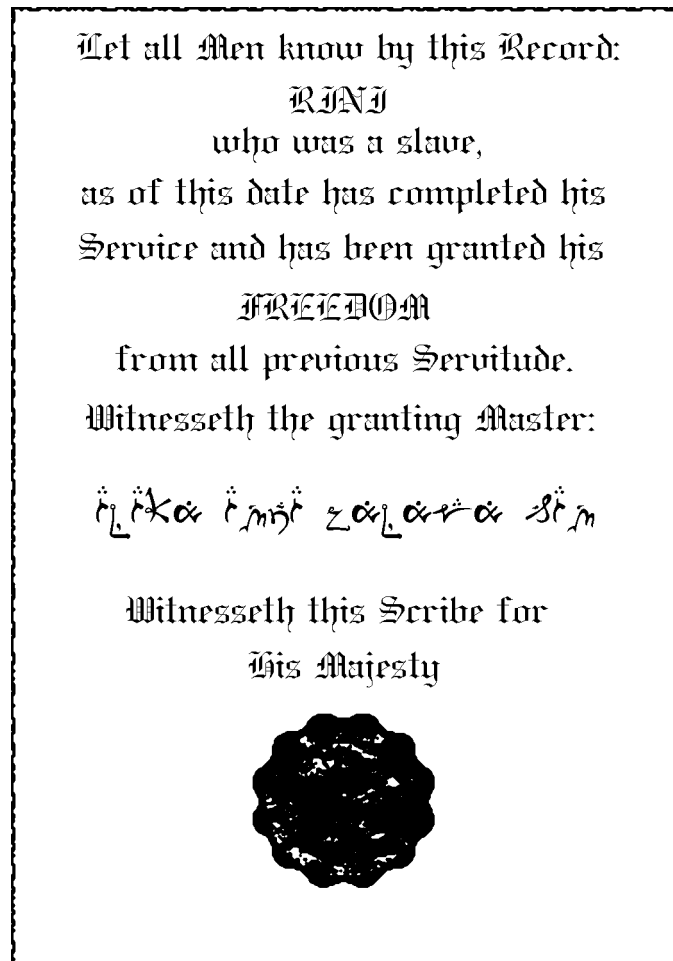 Let all Men know by this Record:
RINI
who was a slave,
as of this date has completed his
Service and has been granted his
FREEDOM
from all previous Servitude.
Witnesseth the granting Master:
Witnesseth this Scribe for
His Majesty